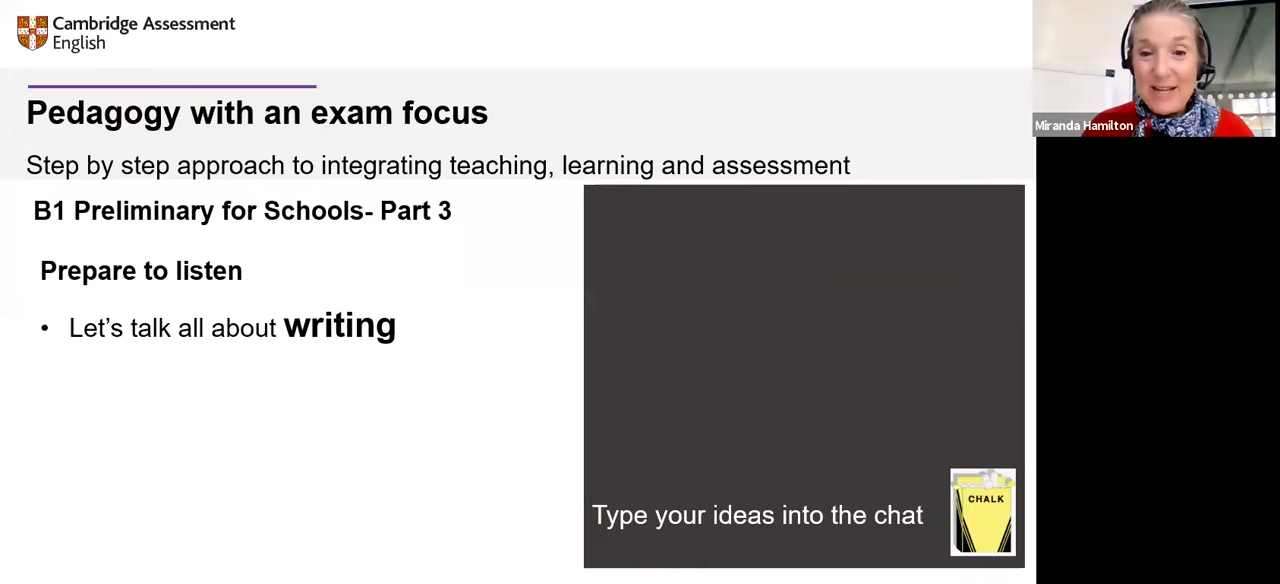 Cambridge Assessment
English
Pedagogy with an exam focus
Step by step approach to integrating teaching, learning and assessment
B1 Preliminary for Schools- Part 3
Prepare to listen
• Let's talk all about writing
Type your ideas into the chat
CHALK
Miranda Hamilton